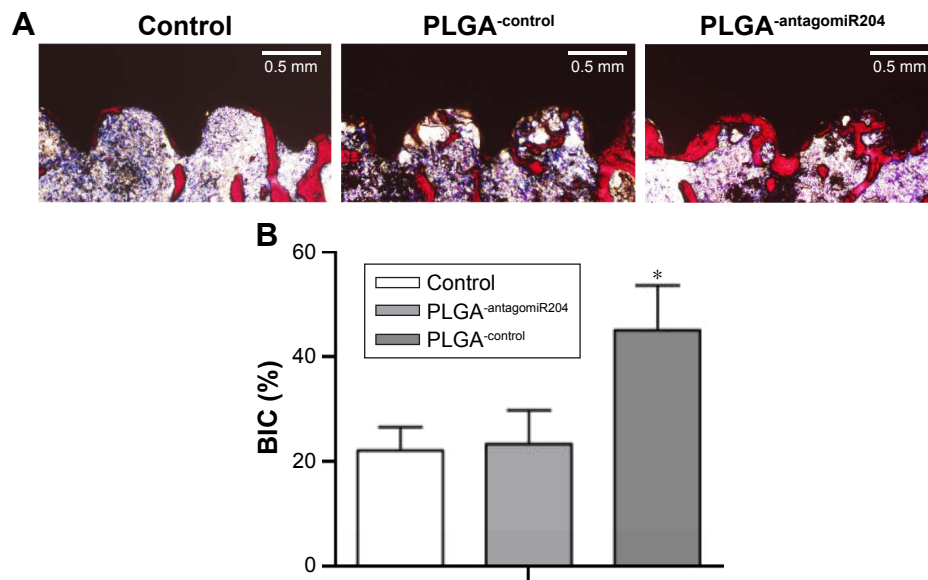 A
Control
PLGA-control
PLGA-antagomiR204
0.5 mm
0.5 mm
0.5 mm
B
60
40
20
0
BIC (%)
Control
PLGA-antagomiR204
PLGA-control
*